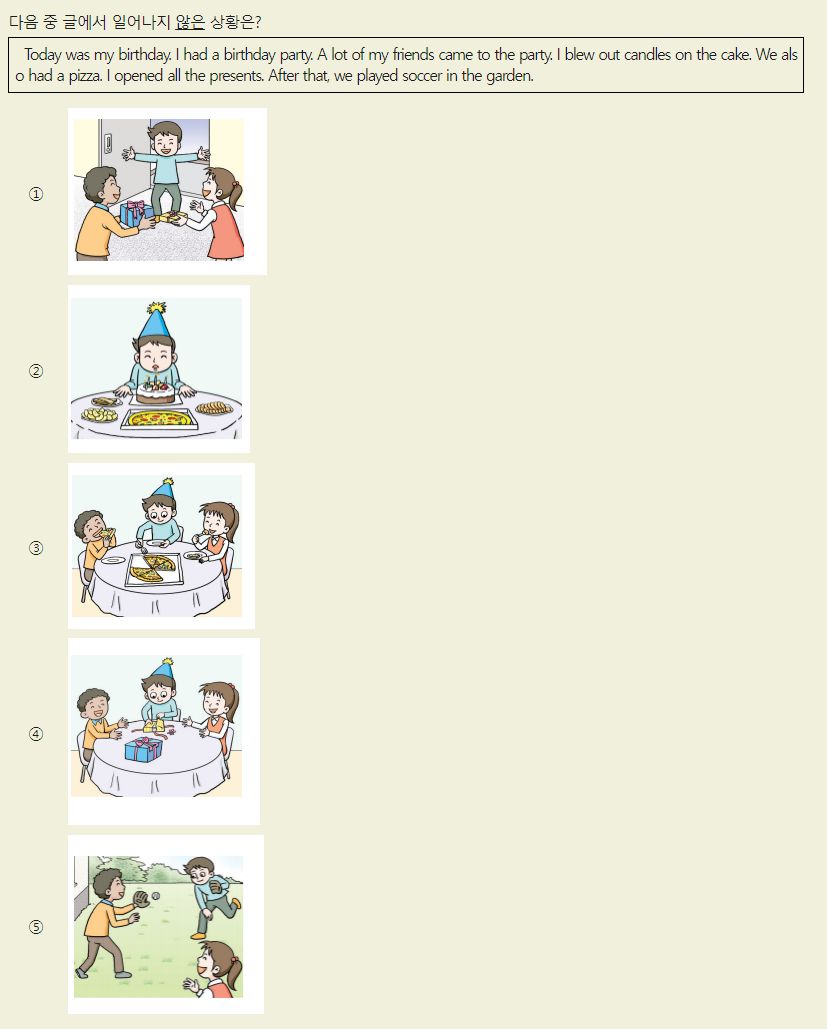 다음 중 글에서 일어나지 않은 상황은?
Today was my birthday. I had a birthday party. A lot of my friends came to the party. I blew out candles on the cake. We als
o had a pizza. I opened all the presents. After that, we played soccer in the garden.
①
②
③
④
⑤